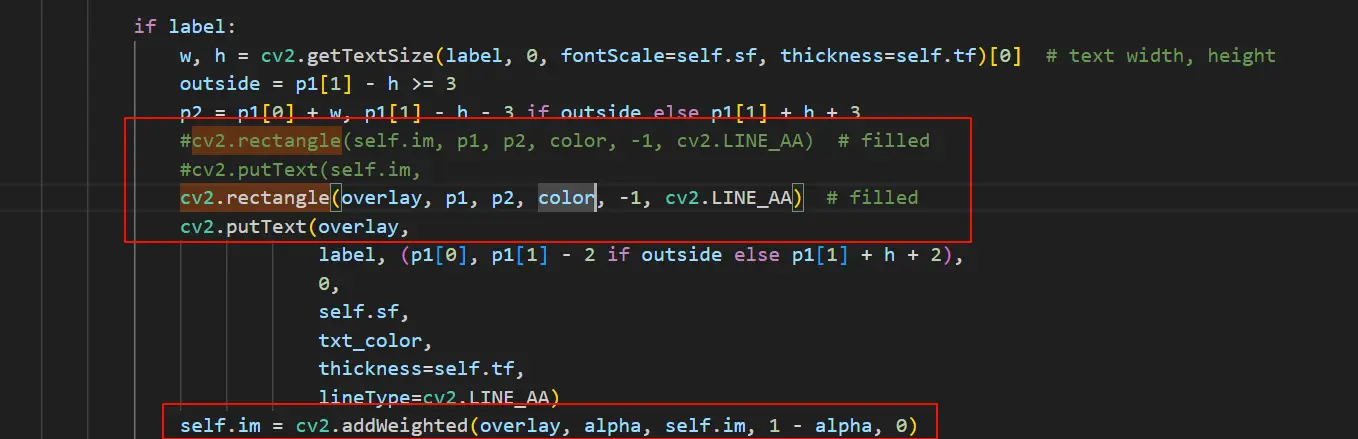 if label:
w, h = cv2.getTextSize(label, 0, fontScale=self.sf, thickness=self.tf)[0]  # text width, height
outside = p1[1] - h >= 3
p2 = p1[0] + w, p1[1] - h - 3 if outside else p1[1] + h + 3
#cv2.rectangle(self.im, p1, p2, color, -1, cv2.LINE_AA)  # filled
#cv2.putText(self.im,
cv2.rectangle(overlay, p1, p2, color, -1, cv2.LINE_AA)  # filled
cv2.putText(overlay,
label, (p1[0], p1[1] - 2 if outside else p1[1] + h + 2),
0,
self.sf,
txt_color,
thickness=self.tf,
lineType=cv2.LINE_AA)
self.im = cv2.addWeighted(overlay, alpha, self.im, 1 - alpha, 0)